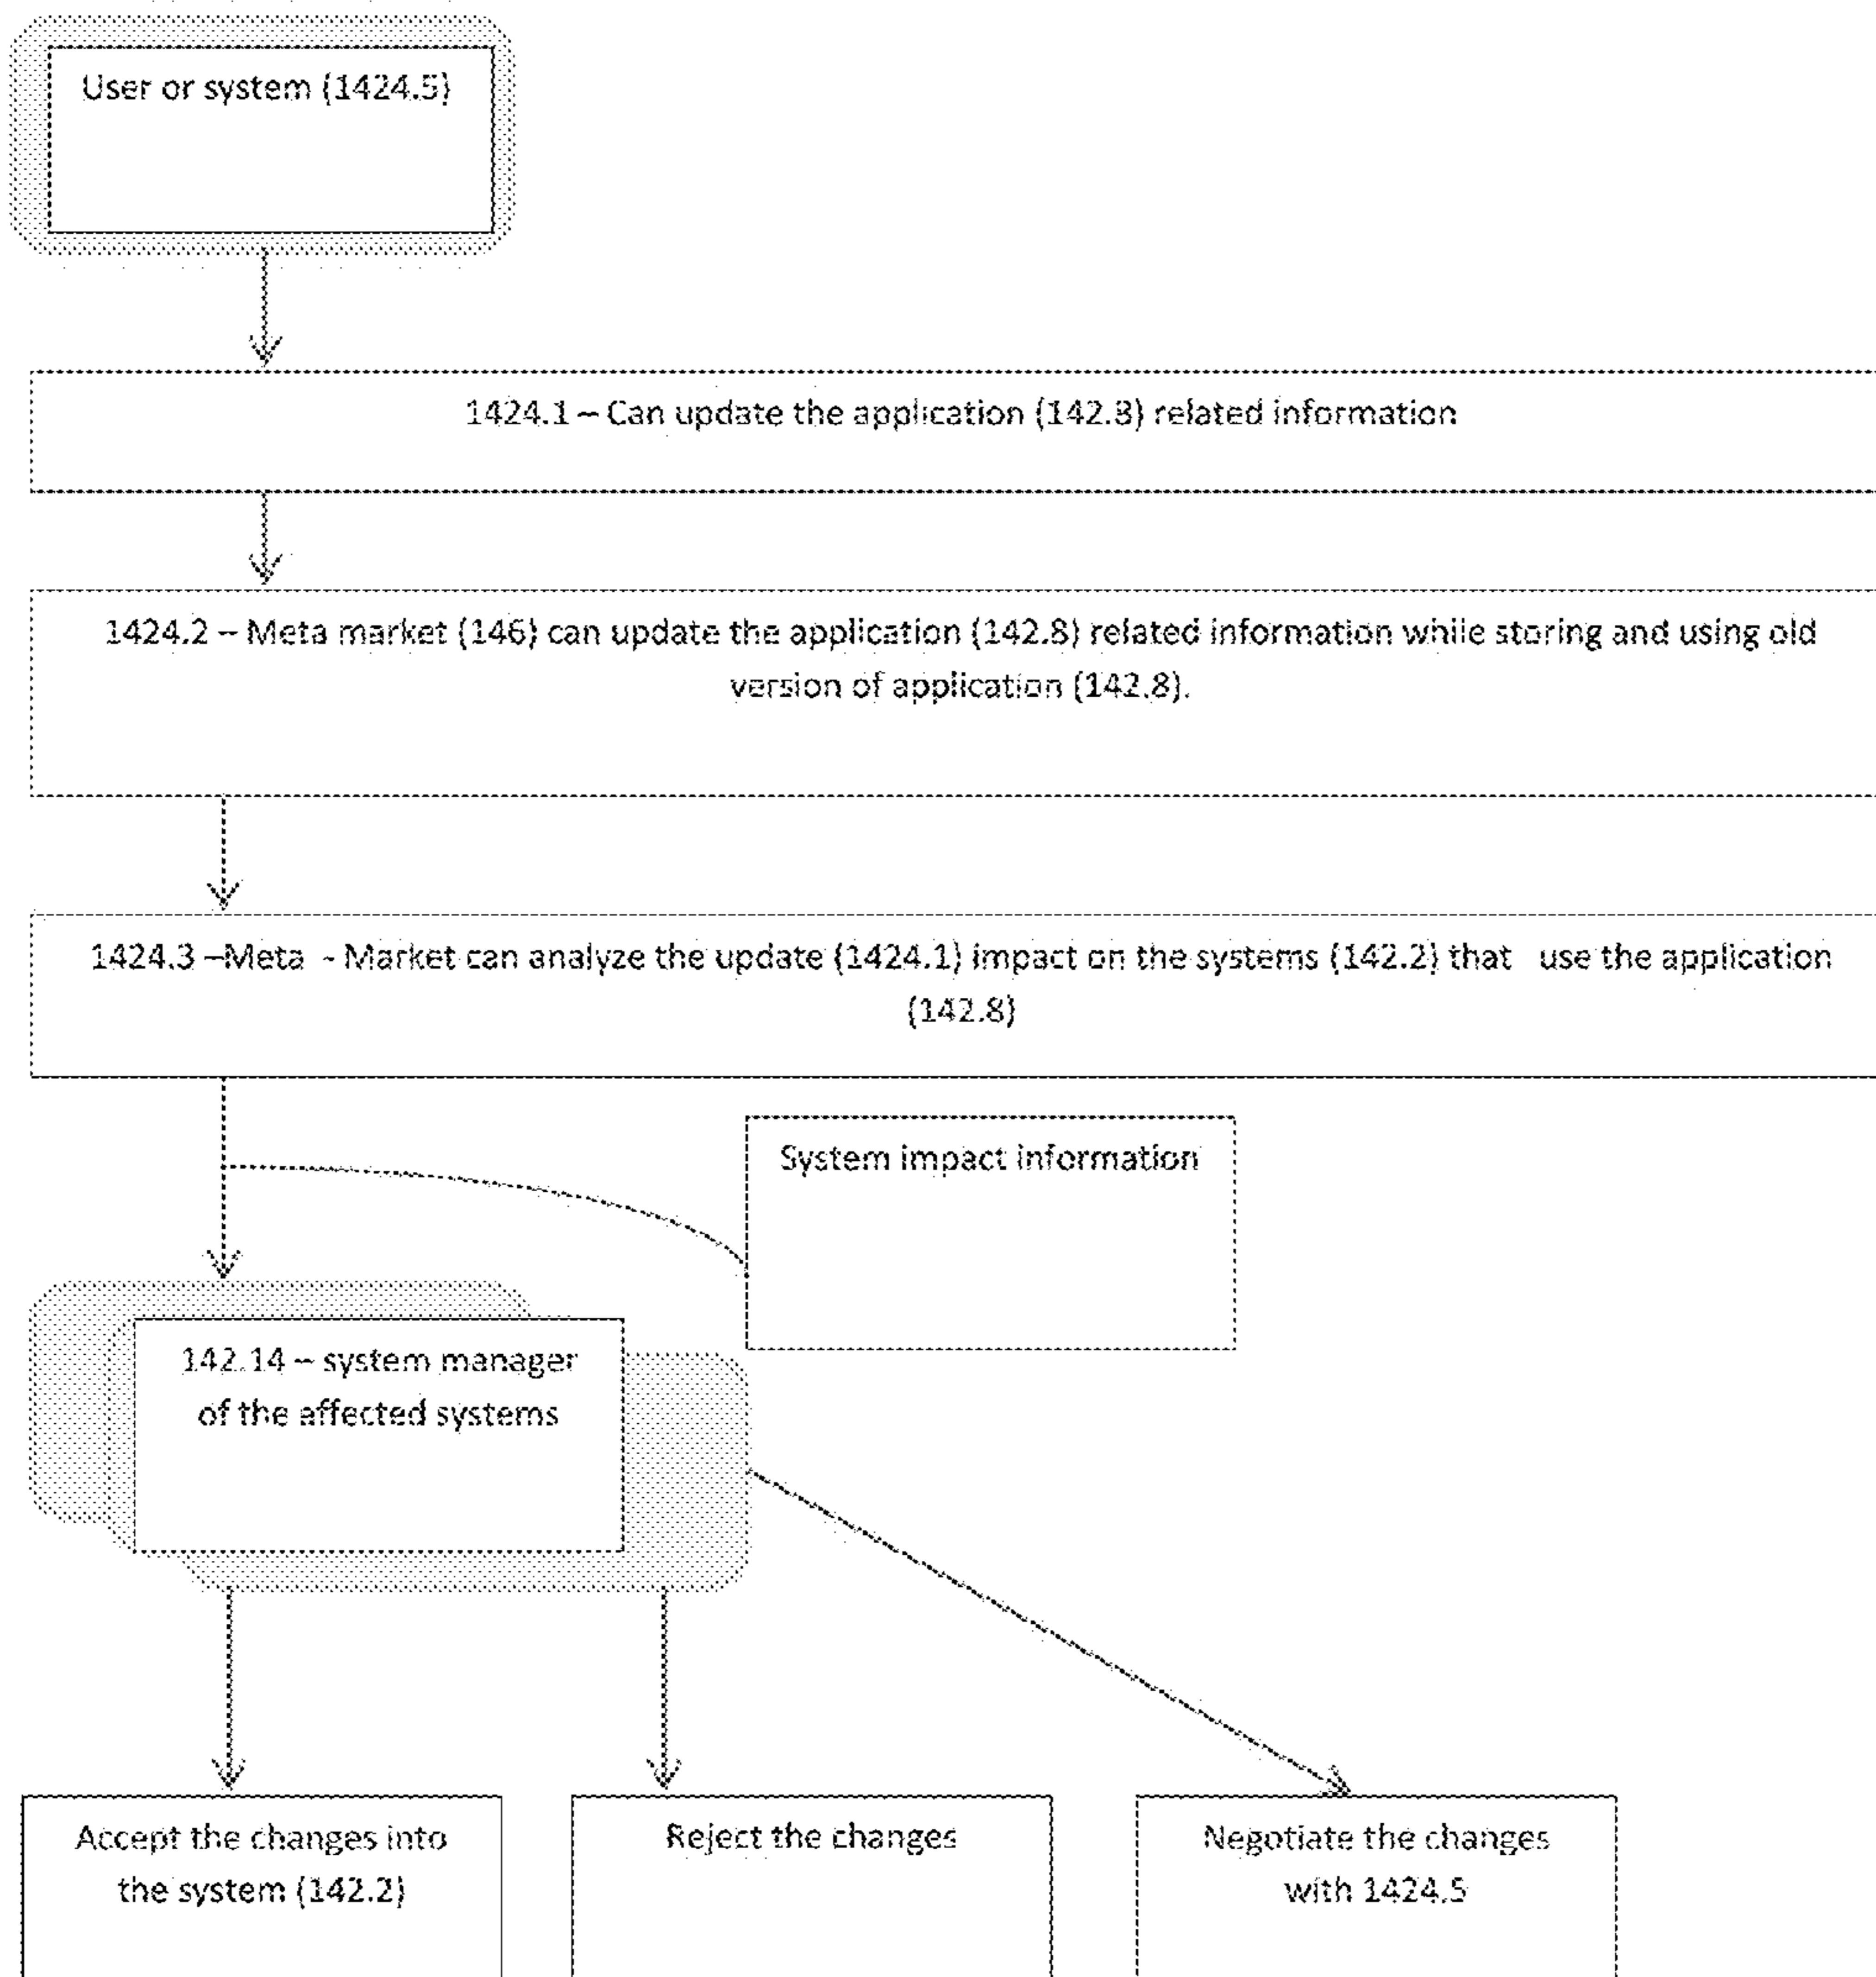 User or system (1424.5)
1424.1 – Can update the application (142.8) related information
1424.2 – Meta market (146) can update the application (142.8) related information while storing and using old
version of application (142.8).
1424.3 –Meta - Market can analyze the update (1424.1) impact on the systems (142.2) that use the application
(142.8)
System impact information
142.14 – system manager
of the affected systems
Accept the changes into
the system (142.2)
Reject the changes
Negotiate the changes
with 1424.5